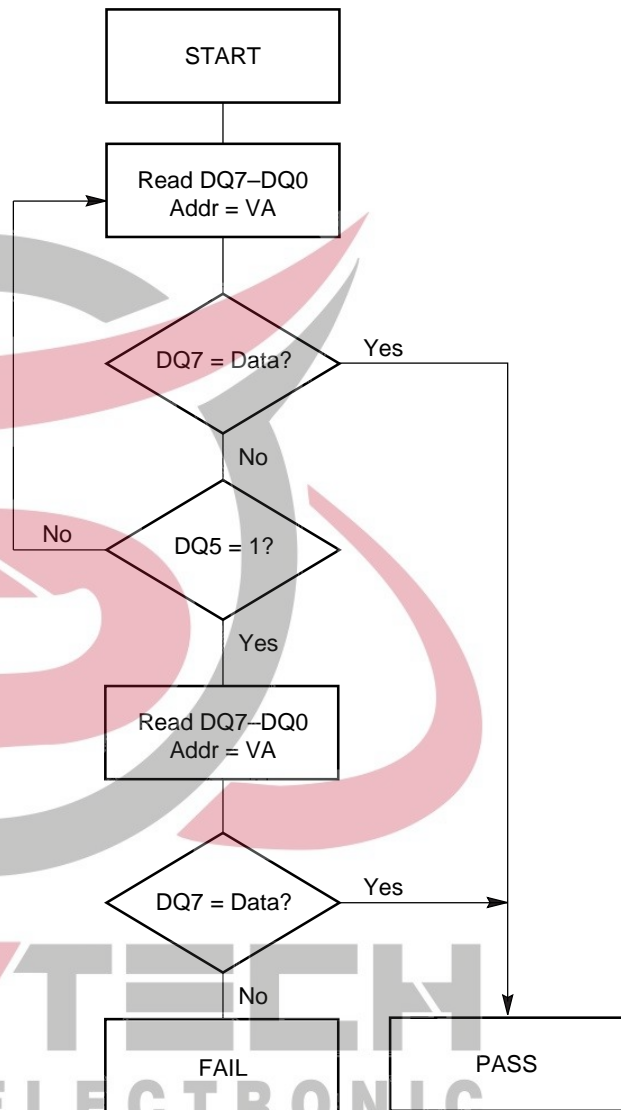 START
Read DQ7–DQ0
Addr = VA
DQ7 = Data?
Yes
No
DQ5 = 1?
No
Yes
Read DQ7–DQ0
Addr = VA
DQ7 = Data?
Yes
No
FAIL
PASS
TECH
ELECTRONIC